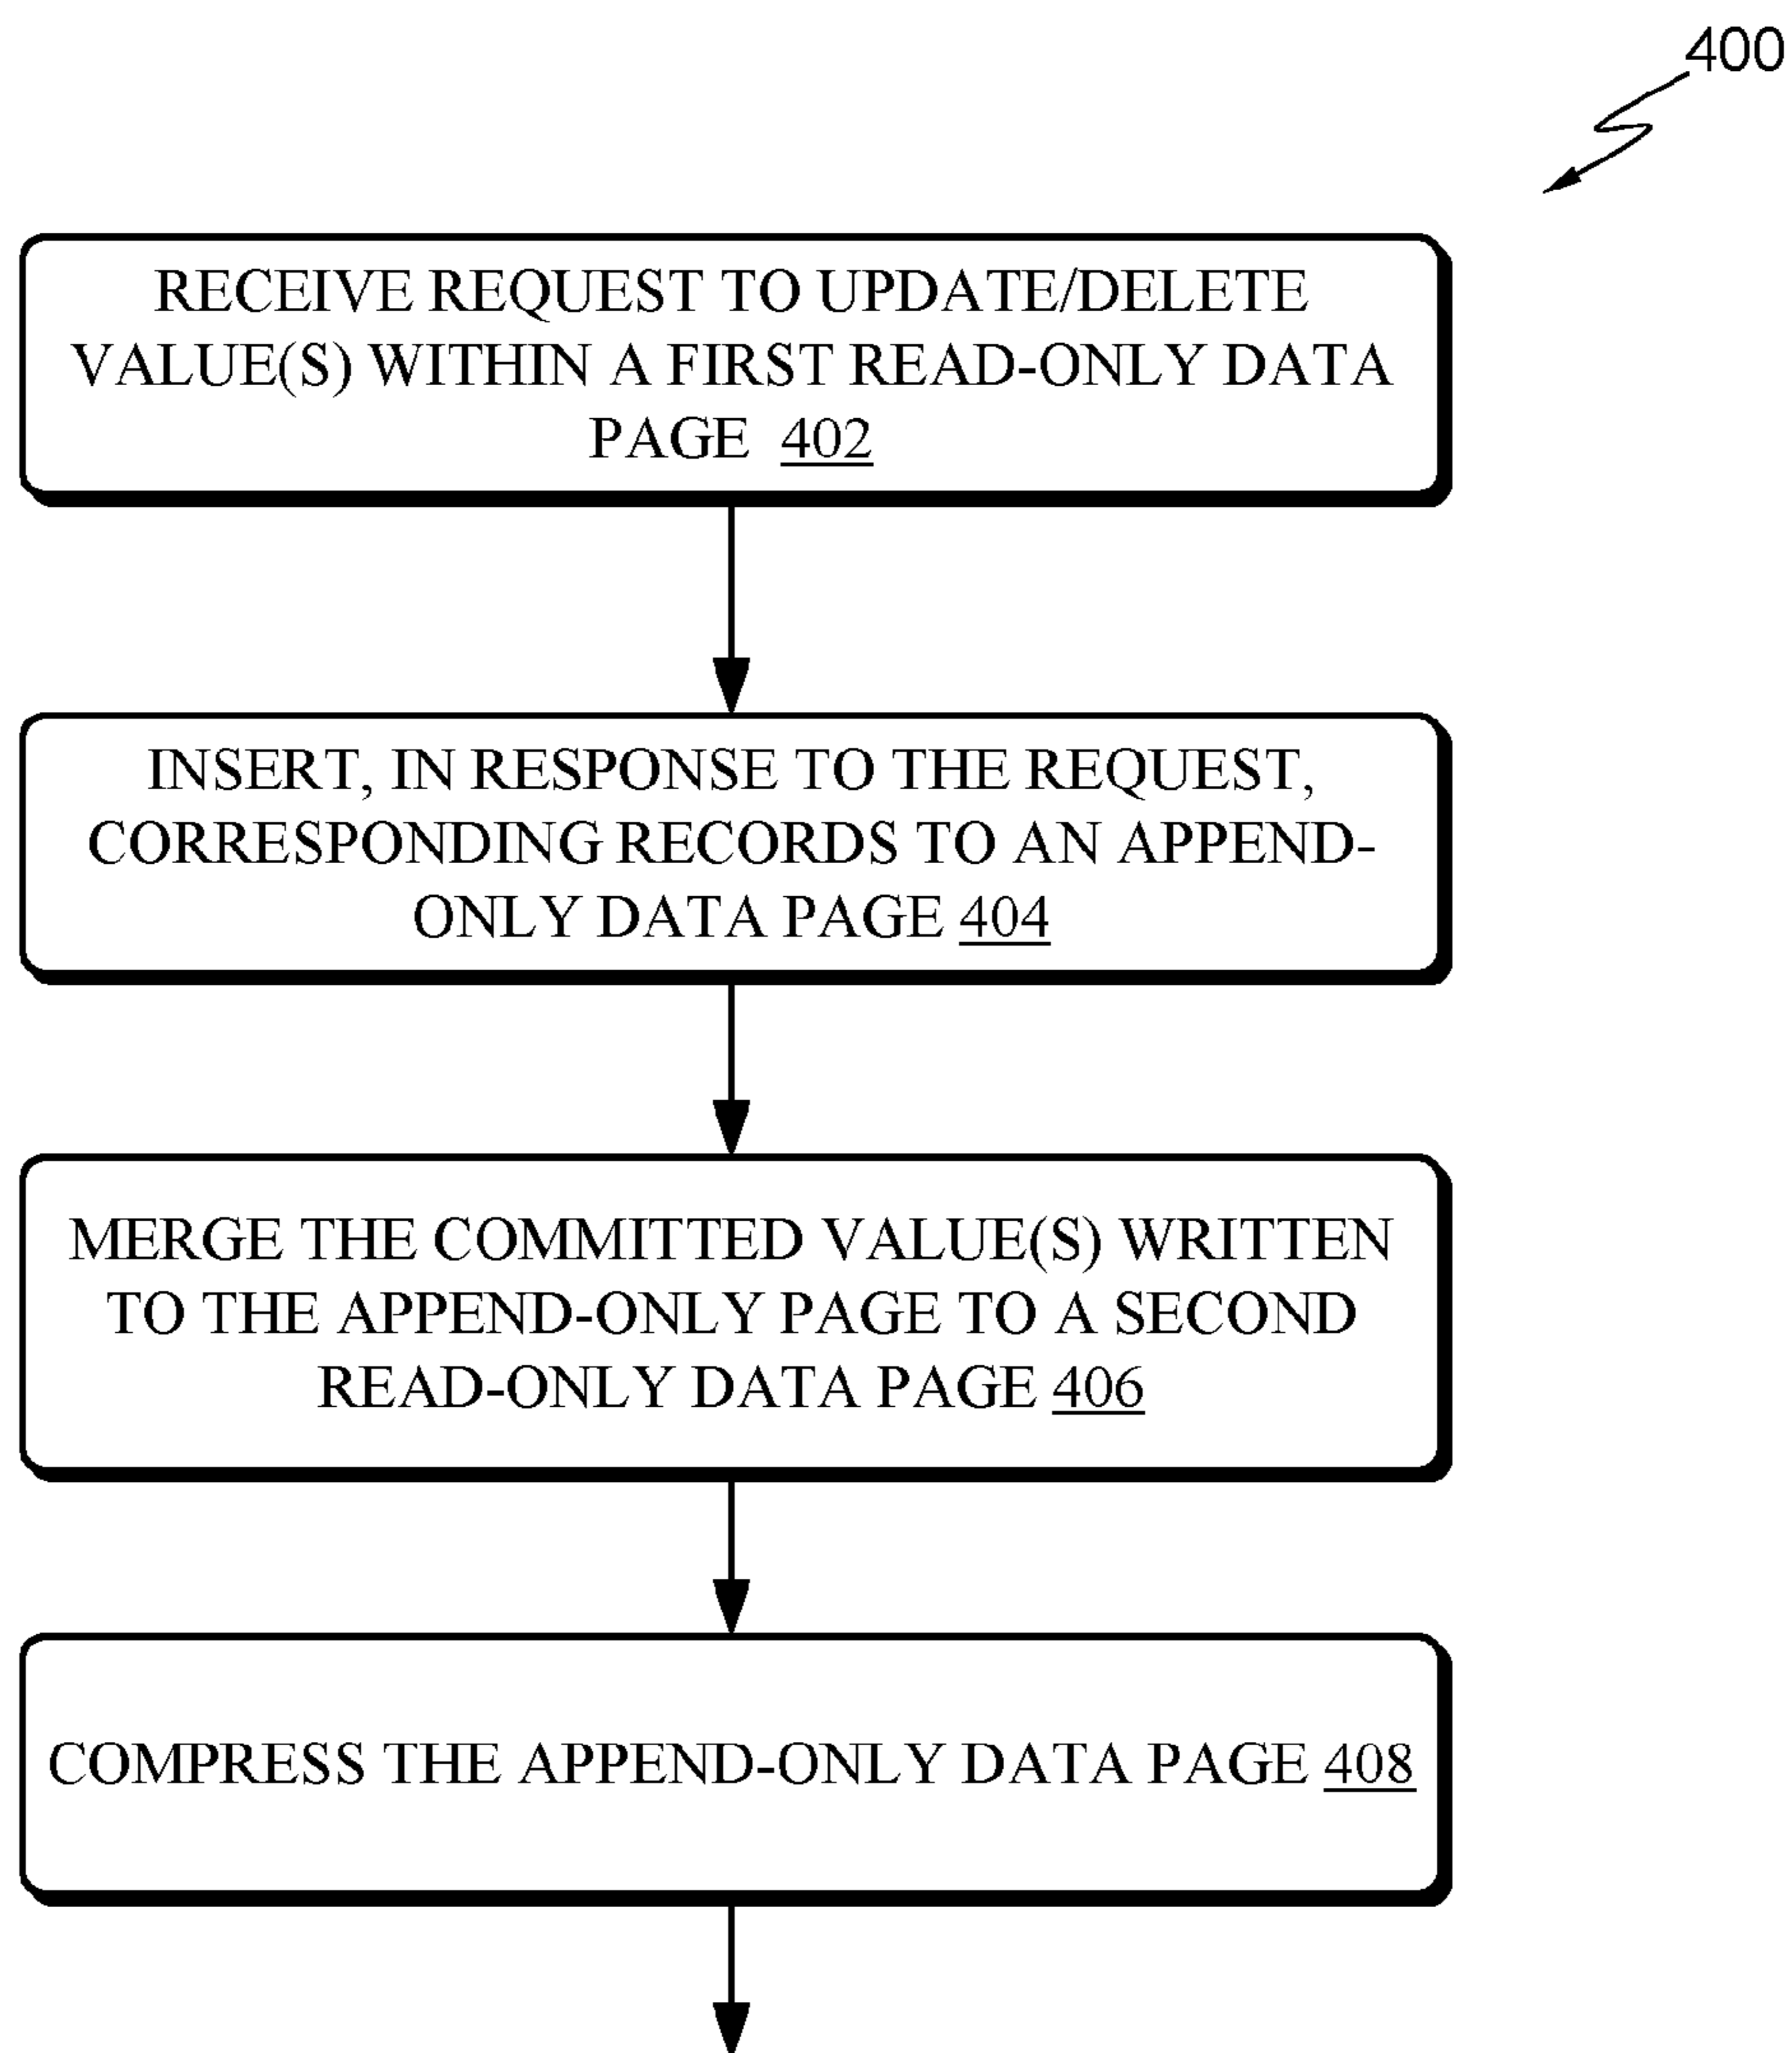 400
RECEIVE REQUEST TO UPDATE/DELETE
VALUE(S) WITHIN A FIRST READ-ONLY DATA
PAGE 402
INSERT, IN RESPONSE TO THE REQUEST,
CORRESPONDING RECORDS TO AN APPEND-
ONLY DATA PAGE 404
MERGE THE COMMITTED VALUE(S) WRITTEN
TO THE APPEND-ONLY PAGE TO A SECOND
READ-ONLY DATA PAGE 406
COMPRESS THE APPEND-ONLY DATA PAGE 408